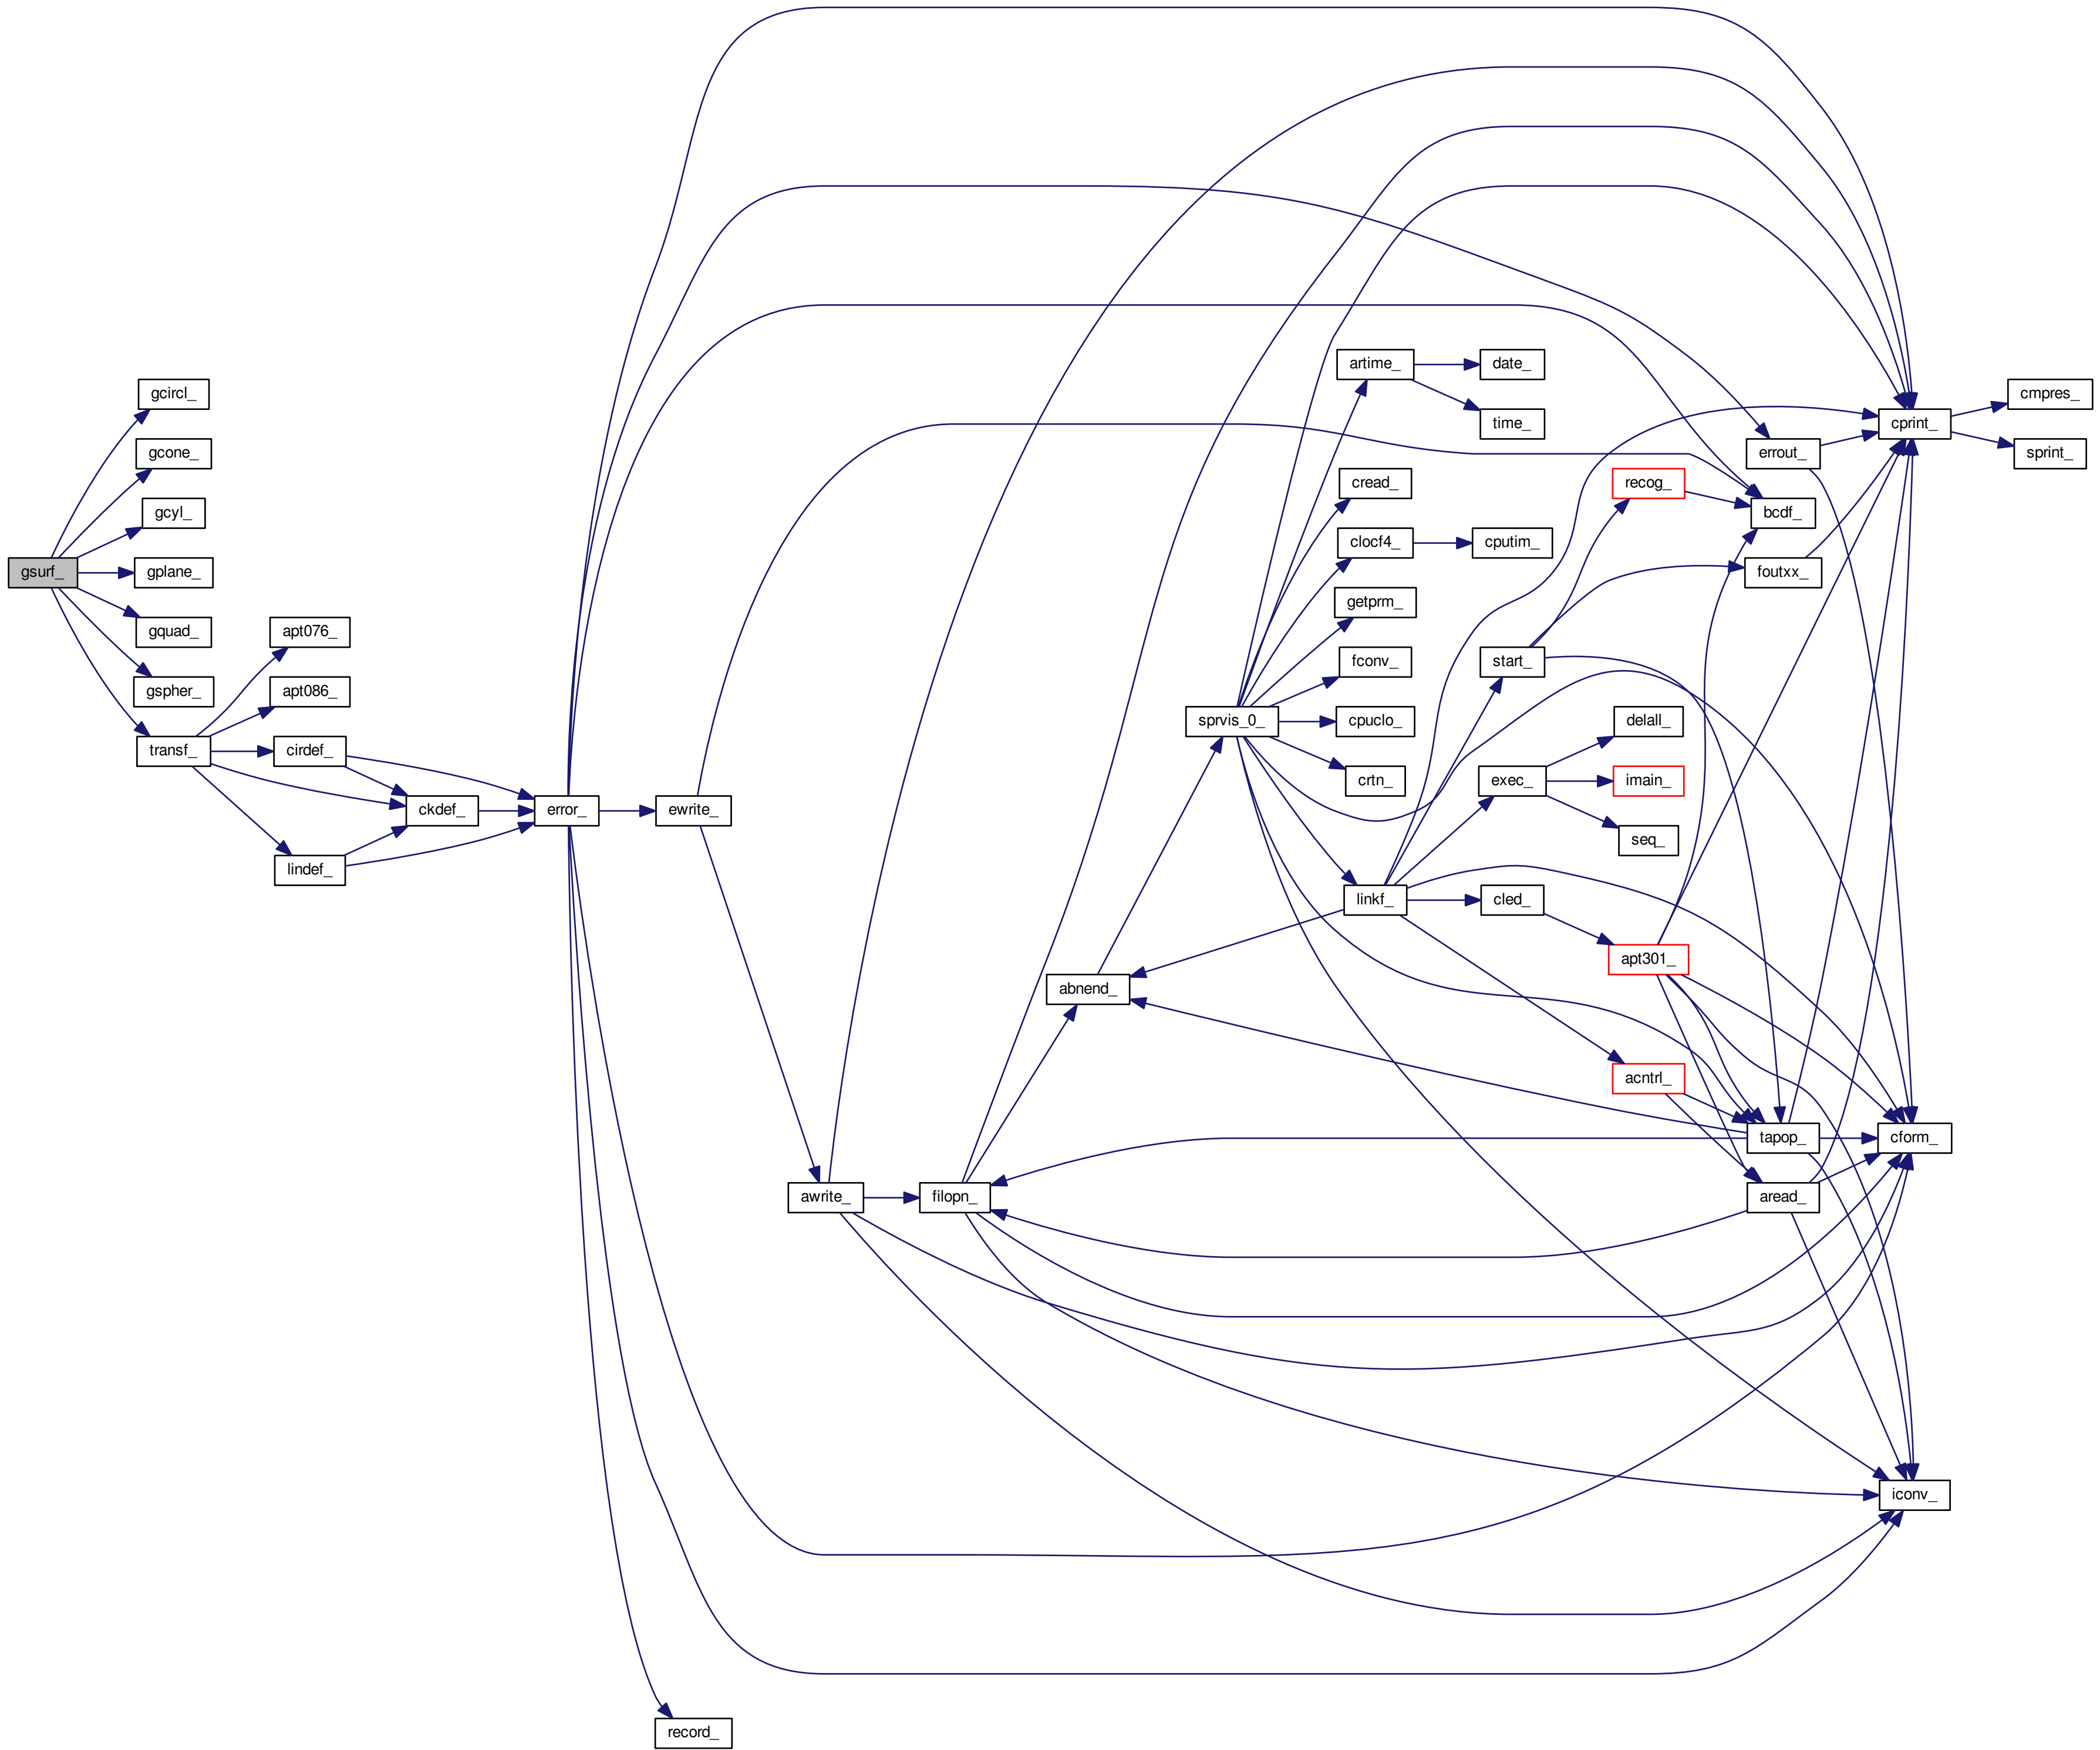 gsurf_
gcircl_
gcone_
gcyl_
gplane_
gquad_
gspher_
transf_
apt076_
apt086_
cirdef_
ckdef_
lindef_
error_
ewrite_
record_
awrite_
filopn_
abnend_
sprvis_0_
artime_
date_
time_
cread_
clocf4_
cputim_
getprm_
fconv_
cpuclo_
crtn_
linkf_
start_
exec_
cled_
recog_
delall_
imain_
seq_
apt301_
acntrl_
errout_
bcdf_
foutxx_
tapop_
aread_
cprint_
cform_
iconv_
cmpres_
sprint_